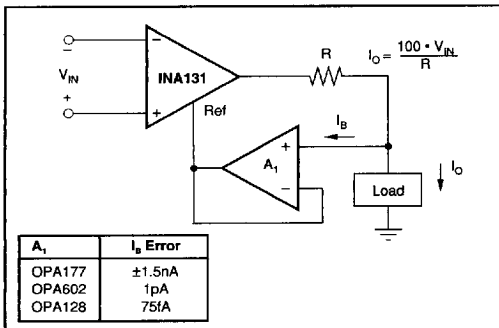 −
V_IN
+
−
INA131
+
Ref
R
I_O = 100 • V_IN / R
I_B
A_1
+
−
Load
I_O
A_1 I_B Error
OPA177 ±1.5nA
OPA602 1pA
OPA128 75fA